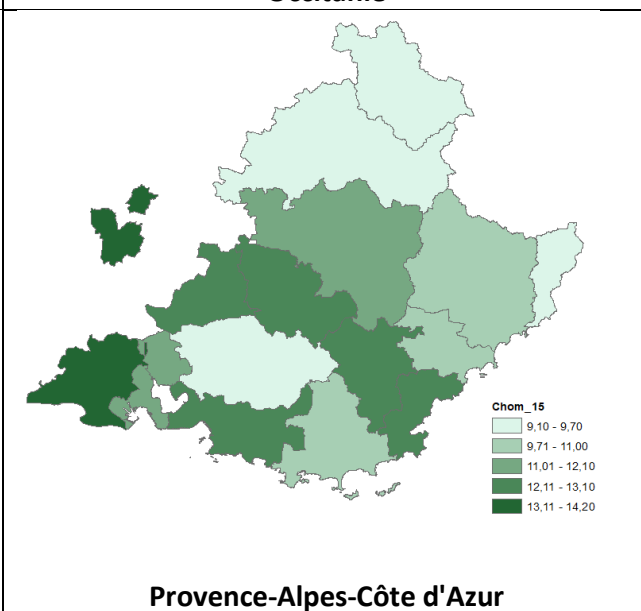 Chom_15
9,10 - 9,70
9,71 - 11,00
11,01 - 12,10
12,11 - 13,10
13,11 - 14,20
Provence-Alpes-Côte d'Azur